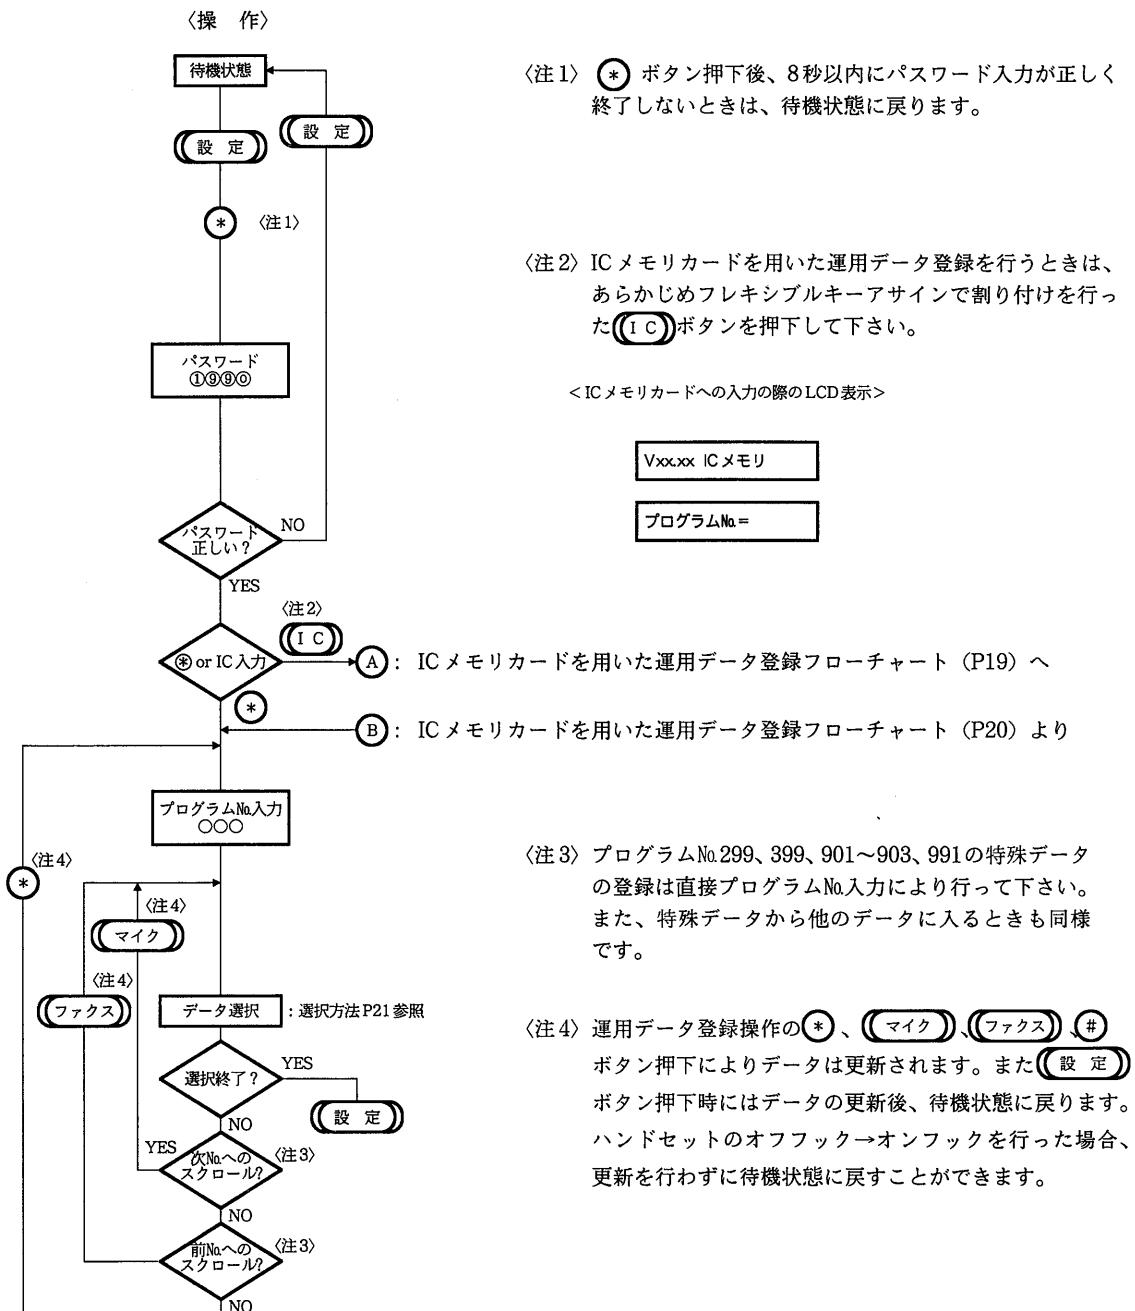 〈操 作〉
待機状態
設 定
設 定
* 〈注1〉
パスワード
①⑨⑨⓪
パスワード
正しい?
NO
YES
〈注2〉
I C
⊛ or IC入力
A : ICメモリカードを用いた運用データ登録フローチャート(P19)へ
*
B : ICメモリカードを用いた運用データ登録フローチャート(P20)より
プログラム№入力
○○○
〈注4〉
*
〈注4〉
マイク
〈注4〉
ファクス
データ選択 :選択方法P21参照
選択終了?
YES
設 定
NO
YES
次№への
スクロール?
〈注3〉
NO
前№への
スクロール?
〈注3〉
NO
〈注1〉 * ボタン押下後、8秒以内にパスワード入力が正しく
終了しないときは、待機状態に戻ります。
〈注2〉ICメモリカードを用いた運用データ登録を行うときは、
あらかじめフレキシブルキーアサインで割り付けを行っ
た I C ボタンを押下して下さい。
<ICメモリカードへの入力の際のLCD表示>
Vxx.xx ICメモリ
プログラム№=
〈注3〉プログラム№299、399、901〜903、991の特殊データ
の登録は直接プログラム№入力により行って下さい。
また、特殊データから他のデータに入るときも同様
です。
〈注4〉運用データ登録操作の * 、 マイク 、 ファクス 、 #
ボタン押下によりデータは更新されます。また 設 定
ボタン押下時にはデータの更新後、待機状態に戻ります。
ハンドセットのオフフック→オンフックを行った場合、
更新を行わずに待機状態に戻すことができます。